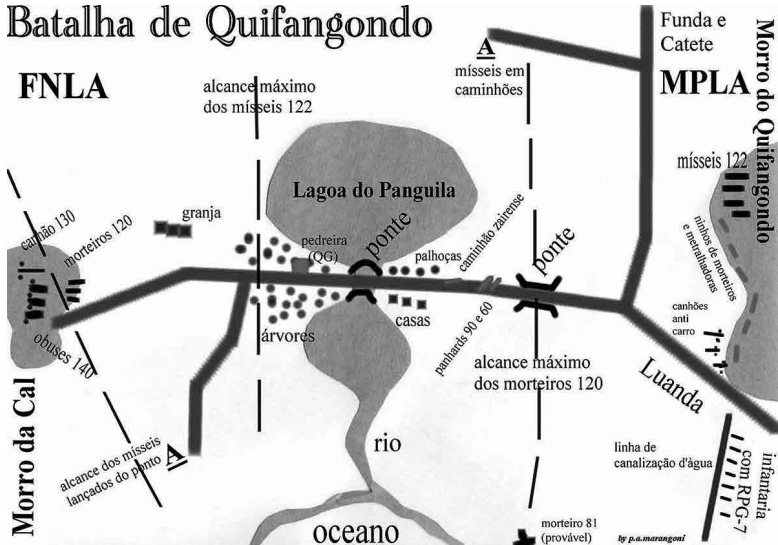 Batalha de Quifangondo
FNLA
alcance máximo
dos mísseis 122
A
mísseis em
caminhões
Funda e
Catete
MPLA
Morro do Quifangondo
mísseis 122
Lagoa do Panguila
granja
canhão 130
morteiros 120
pedreira
(QG)
ponte
palhoças
caminhão zairense
ponte
ninhos de morteiros
e metralhadoras
canhões
anti
carro
árvores
casas
panhards 90 e 60
obuses 140
alcance máximo
dos morteiros 120
Luanda
Morro da Cal
alcance dos mísseis
lançados do ponto A
rio
linha de
canalização d'àgua
infantaria
com RPG-7
oceano
morteiro 81
(provável)
by p.a.marangoni